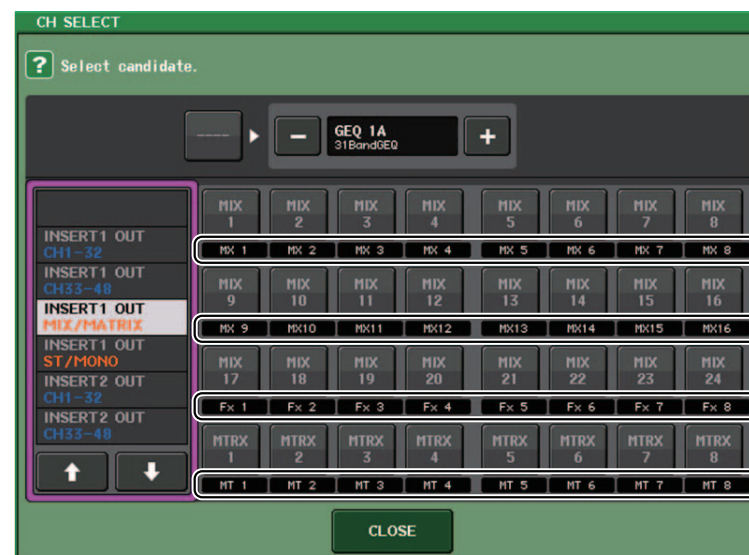 CH SELECT
? Select candidate.
----
− GEQ 1A +
31BandGEQ
INSERT1 OUT
CH1-32
INSERT1 OUT
CH33-48
INSERT1 OUT
MIX/MATRIX
INSERT1 OUT
ST/MONO
INSERT2 OUT
CH1-32
INSERT2 OUT
CH33-48
MIX 1 MIX 2 MIX 3 MIX 4 MIX 5 MIX 6 MIX 7 MIX 8
MX 1 MX 2 MX 3 MX 4 MX 5 MX 6 MX 7 MX 8
MIX 9 MIX 10 MIX 11 MIX 12 MIX 13 MIX 14 MIX 15 MIX 16
MX 9 MX10 MX11 MX12 MX13 MX14 MX15 MX16
MIX 17 MIX 18 MIX 19 MIX 20 MIX 21 MIX 22 MIX 23 MIX 24
Fx 1 Fx 2 Fx 3 Fx 4 Fx 5 Fx 6 Fx 7 Fx 8
MTRX 1 MTRX 2 MTRX 3 MTRX 4 MTRX 5 MTRX 6 MTRX 7 MTRX 8
MT 1 MT 2 MT 3 MT 4 MT 5 MT 6 MT 7 MT 8
CLOSE